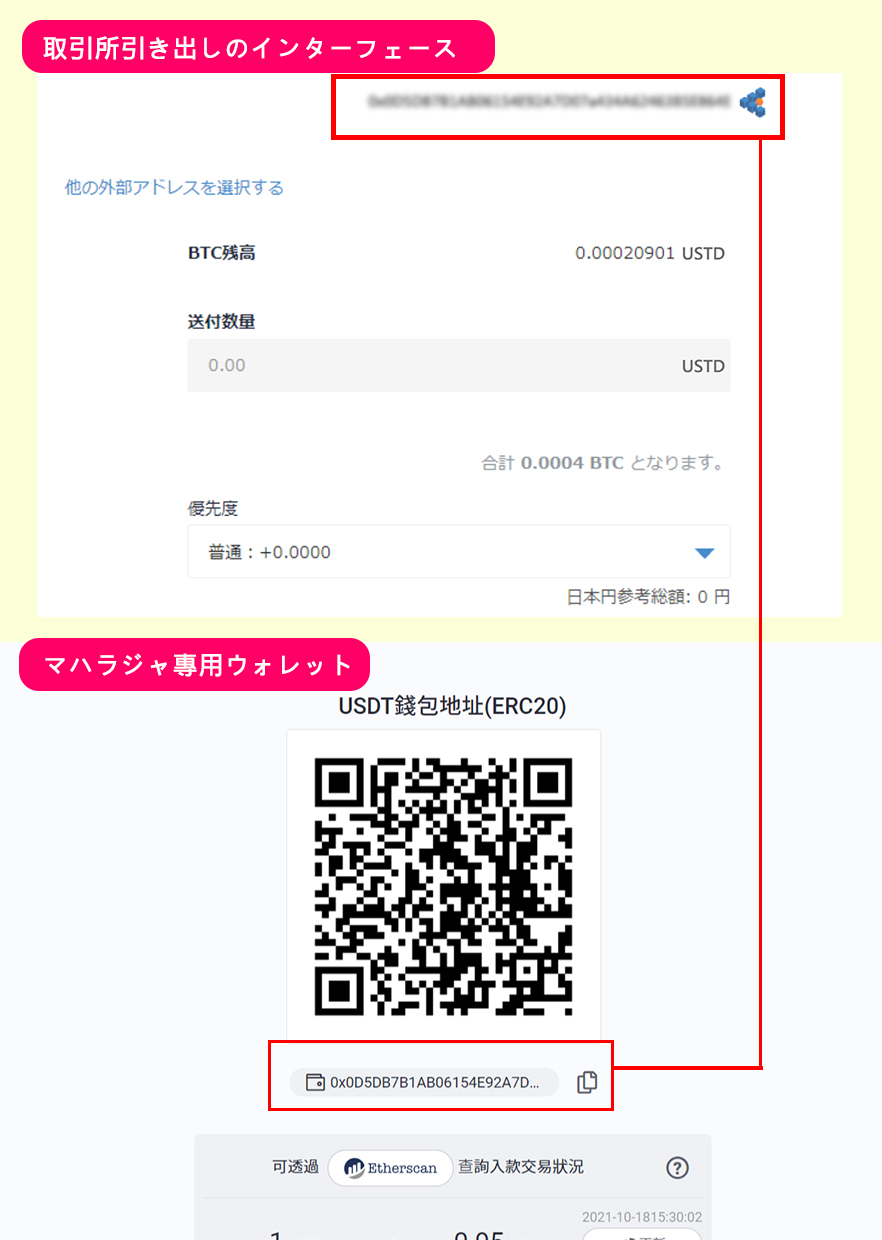 取引所引き出しのインターフェース
他の外部アドレスを選択する
BTC残高 0.00020901 USTD
送付数量
0.00 USTD
合計 0.0004 BTC となります。
優先度
普通：+0.0000
日本円参考総額: 0 円
マハラジャ專用ウォレット
USDT錢包地址(ERC20)
0x0D5DB7B1AB06154E92A7D...
可透過 Etherscan 查詢入款交易狀況
2021-10-1815:30:02